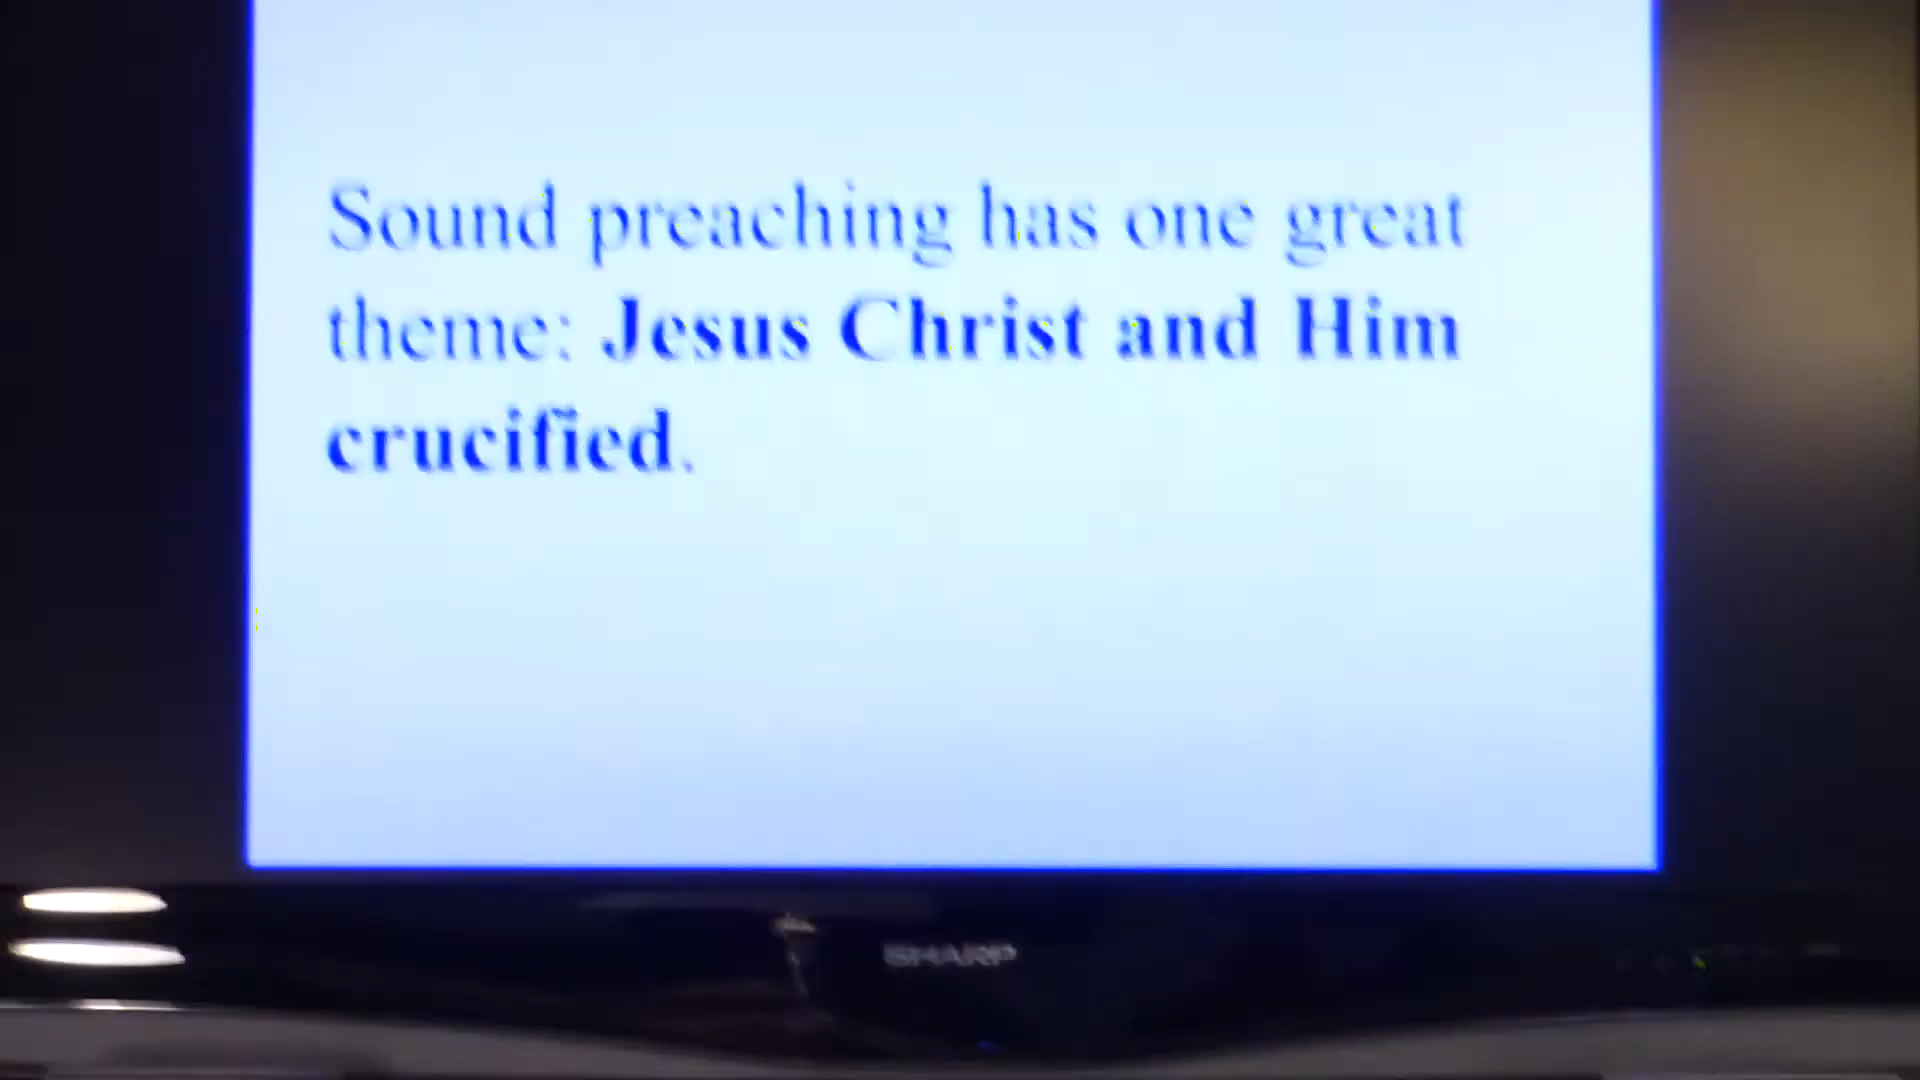 Sound preaching has one great
theme: Jesus Christ and Him
crucified.
SHARP